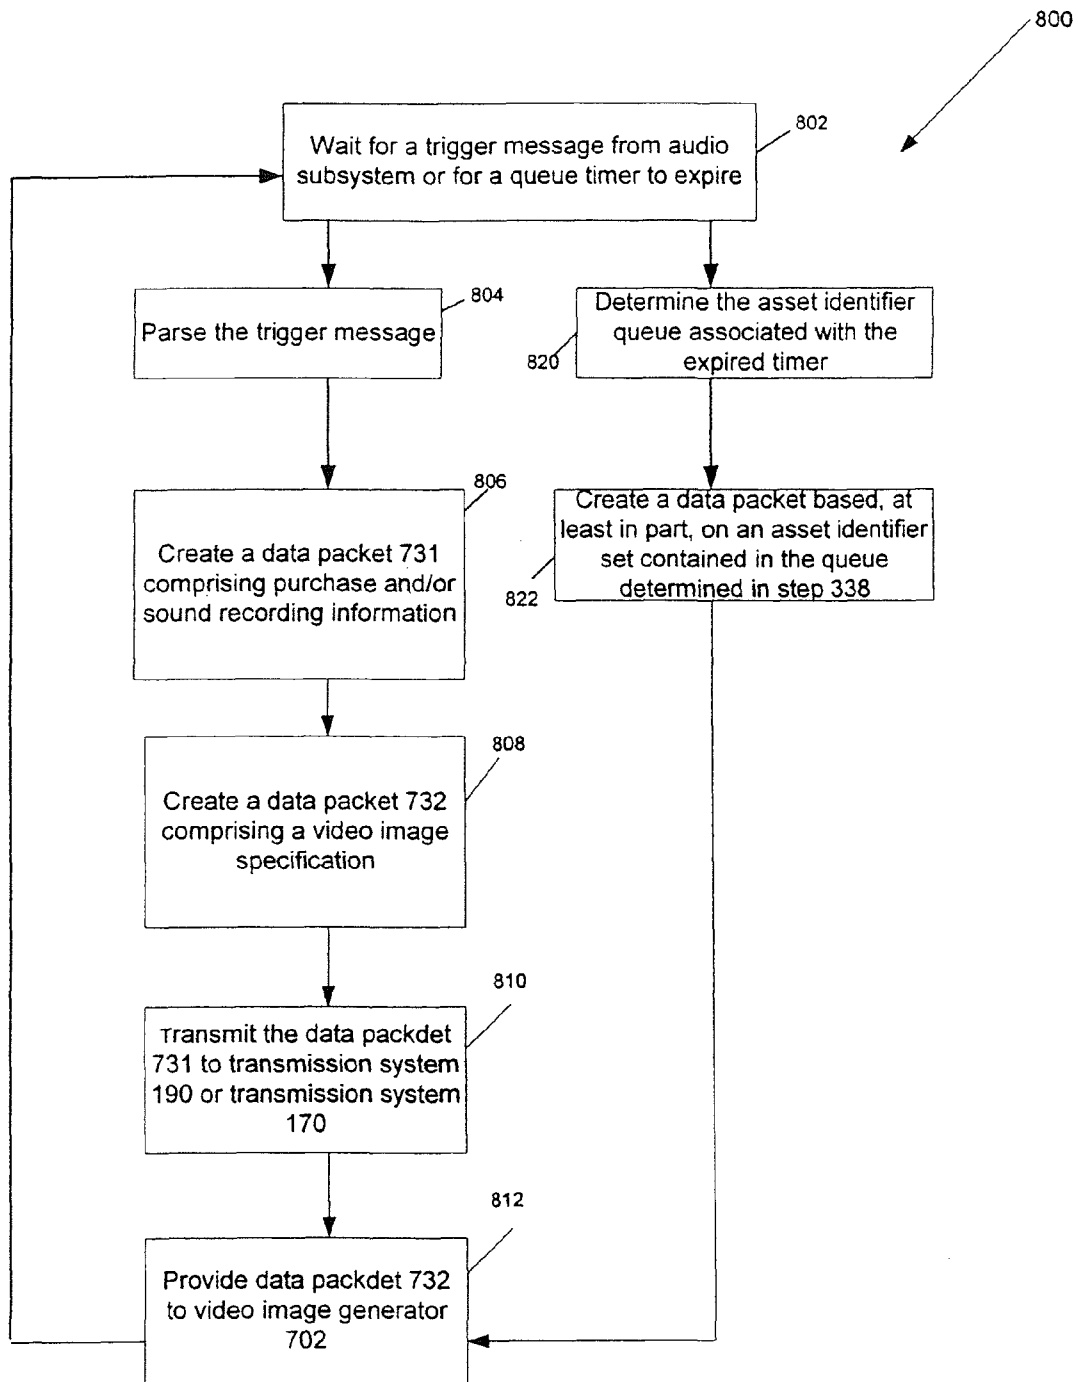 800
802
Wait for a trigger message from audio
subsystem or for a queue timer to expire
804
Parse the trigger message
820
Determine the asset identifier
queue associated with the
expired timer
806
Create a data packet 731
comprising purchase and/or
sound recording information
822
Create a data packet based, at
least in part, on an asset identifier
set contained in the queue
determined in step 338
808
Create a data packet 732
comprising a video image
specification
810
Transmit the data packdet
731 to transmission system
190 or transmission system
170
812
Provide data packdet 732
to video image generator
702